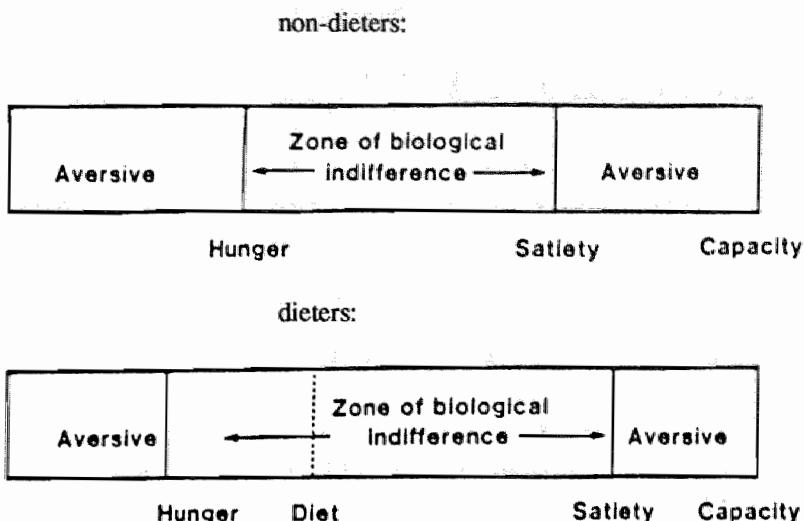 non-dieters:
Zone of biological
Aversive indifference Aversive
Hunger Satiety Capacity
dieters:
Zone of biological
Aversive Indifference Aversive
Hunger Diet Satiety Capacity